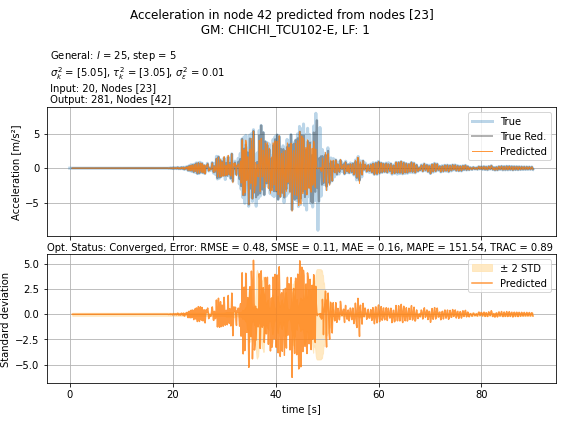 Acceleration in node 42 predicted from nodes [23]
GM: CHICHI_TCU102-E, LF: 1
General: l = 25, step = 5
σ²ₖ = [5.05], τ²ₖ = [3.05], σ²ε = 0.01
Input: 20, Nodes [23]
Output: 281, Nodes [42]
Acceleration [m/s²]
5
0
−5
True
True Red.
Predicted
Opt. Status: Converged, Error: RMSE = 0.48, SMSE = 0.11, MAE = 0.16, MAPE = 151.54, TRAC = 0.89
Standard deviation
5.0
2.5
0.0
−2.5
−5.0
± 2 STD
Predicted
0 20 40 60 80
time [s]